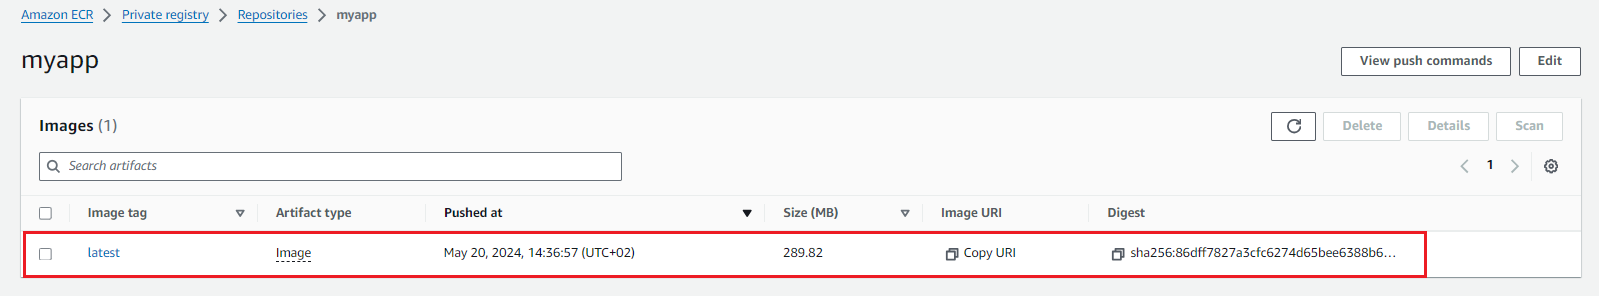 Amazon ECR > Private registry > Repositories > myapp
myapp
View push commands Edit
Images (1)
Delete Details Scan
Search artifacts
1
Image tag Artifact type Pushed at Size (MB) Image URI Digest
latest Image May 20, 2024, 14:36:57 (UTC+02) 289.82 Copy URI sha256:86dff7827a3cfc6274d65bee6388b6...